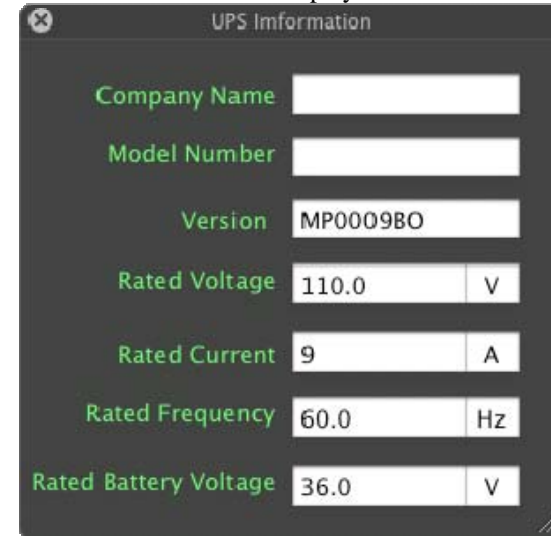 UPS Imformation
Company Name
Model Number
Version MP0009BO
Rated Voltage 110.0 V
Rated Current 9 A
Rated Frequency 60.0 Hz
Rated Battery Voltage 36.0 V